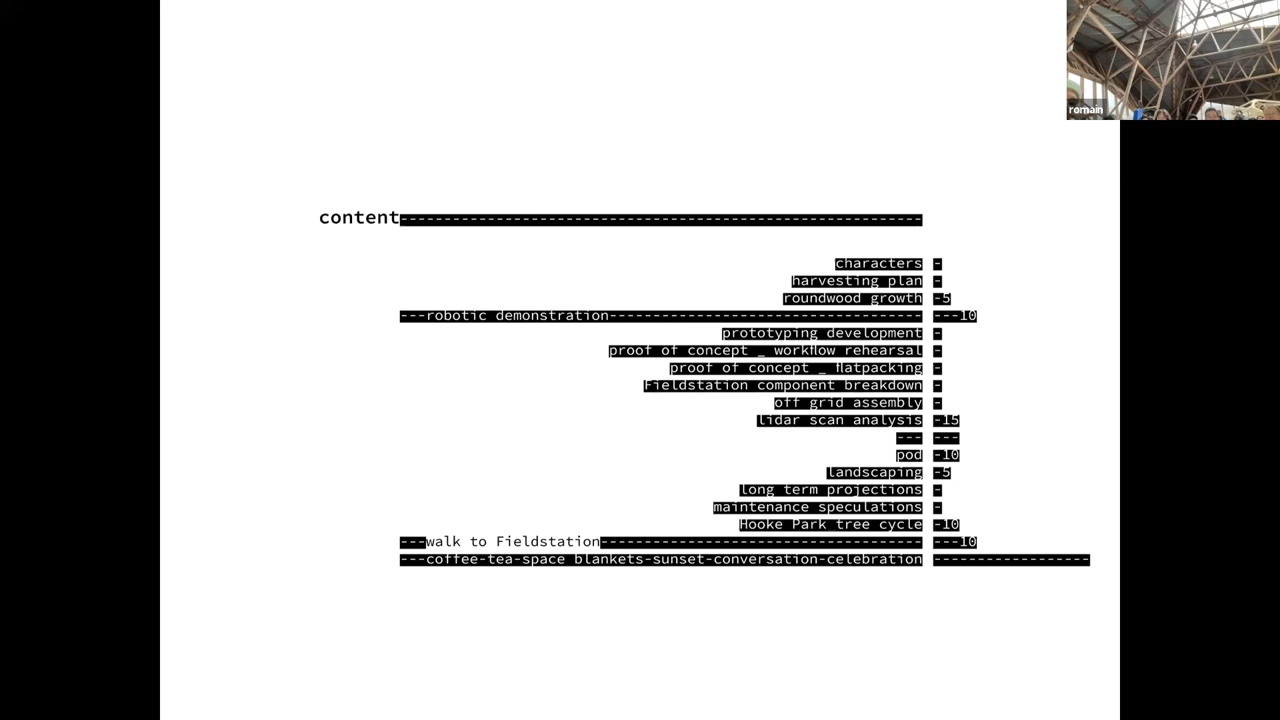 romain
content------------------------------------------------------------
characters -
harvesting plan -
roundwood growth -5
---robotic demonstration------------------------------------ ---10
prototyping development -
proof of concept _ workflow rehearsal -
proof of concept _ flatpacking -
Fieldstation component breakdown -
off grid assembly -
lidar scan analysis -15
--- ---
pod -10
landscaping -5
long term projections -
maintenance speculations -
Hooke Park tree cycle -10
---walk to Fieldstation------------------------------------- ---10
---coffee-tea-space blankets-sunset-conversation-celebration ------------------